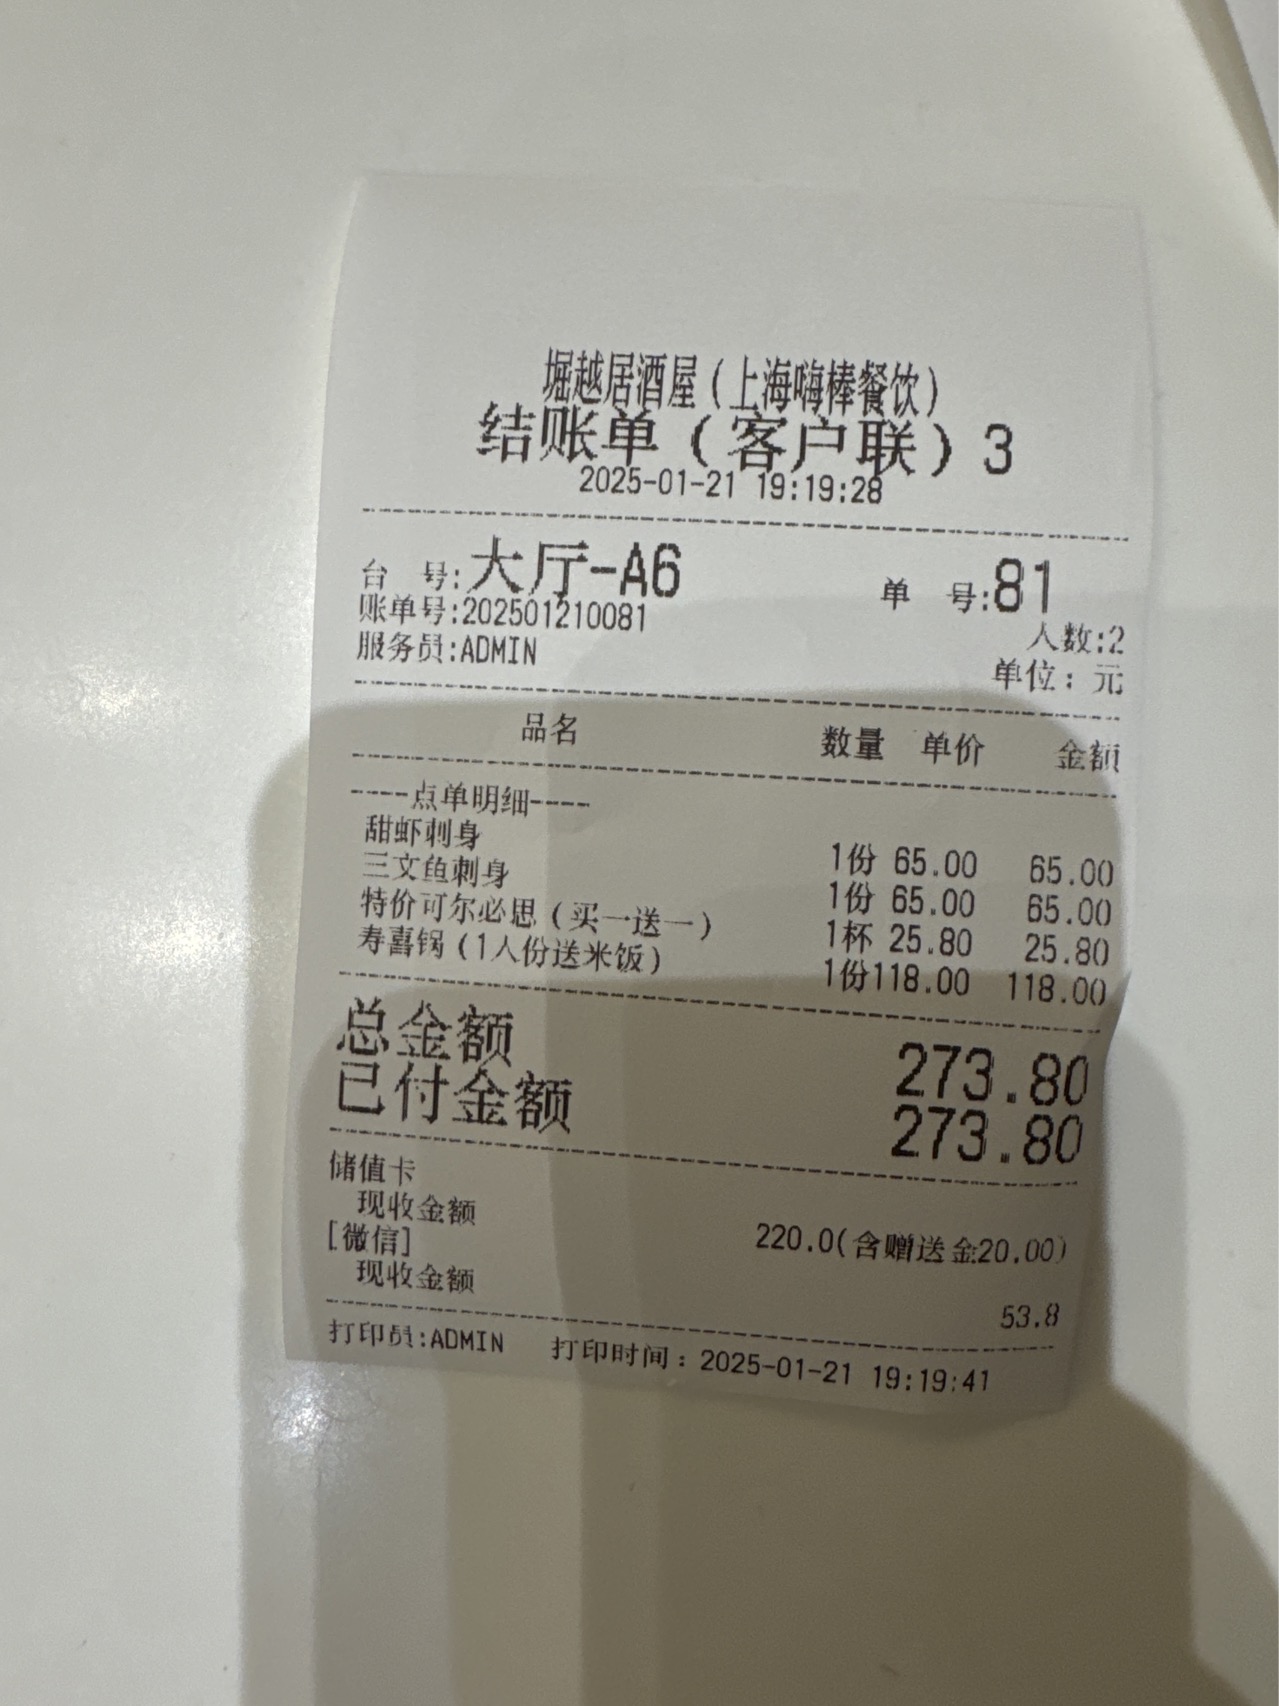 堀越居酒屋（上海嗨棒餐饮）
结账单（客户联）3
2025-01-21 19:19:28
台 号:大厅-A6 单 号:81
账单号:202501210081 人数:2
服务员:ADMIN 单位：元
品名 数量 单价 金额
----点单明细----
甜虾刺身 1份 65.00 65.00
三文鱼刺身 1份 65.00 65.00
特价可尔必思（买一送一） 1杯 25.80 25.80
寿喜锅（1人份送米饭） 1份118.00 118.00
总金额 273.80
已付金额 273.80
储值卡
现收金额 220.0(含赠送金20.00)
[微信]
现收金额 53.8
打印员:ADMIN 打印时间：2025-01-21 19:19:41